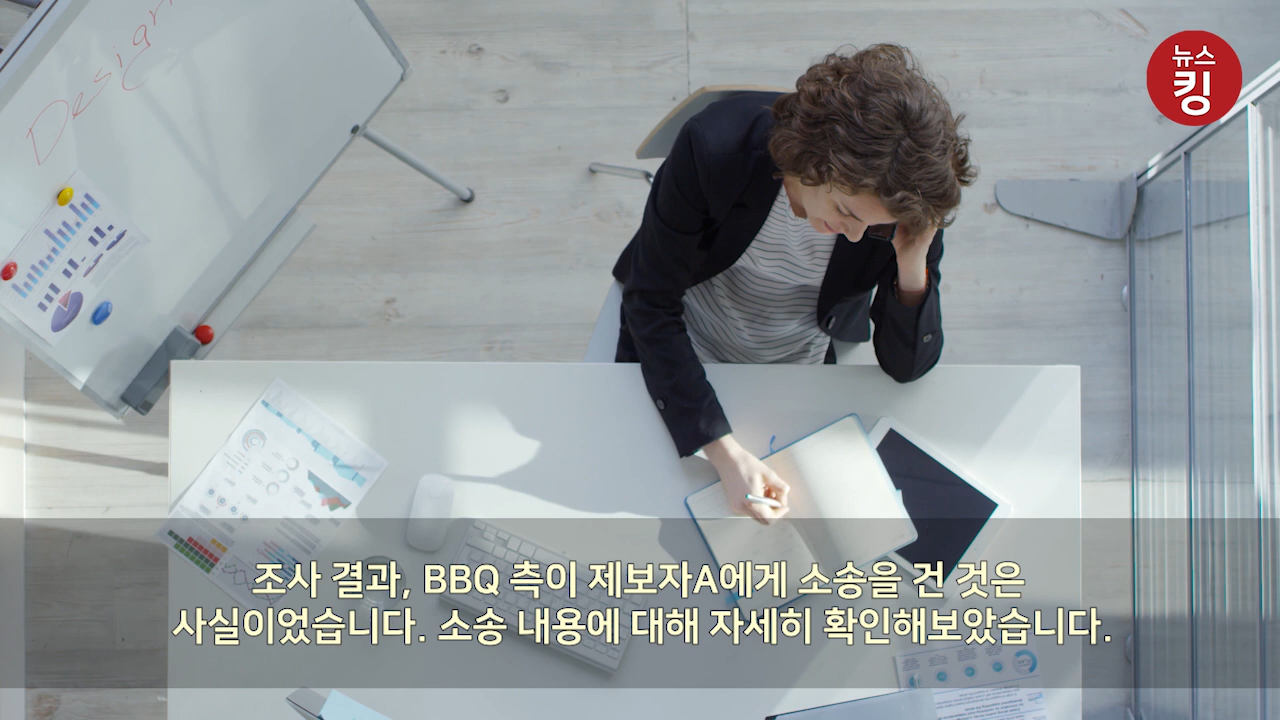 Design
뉴스
킹
조사 결과, BBQ 측이 제보자A에게 소송을 건 것은
사실이었습니다. 소송 내용에 대해 자세히 확인해보았습니다.